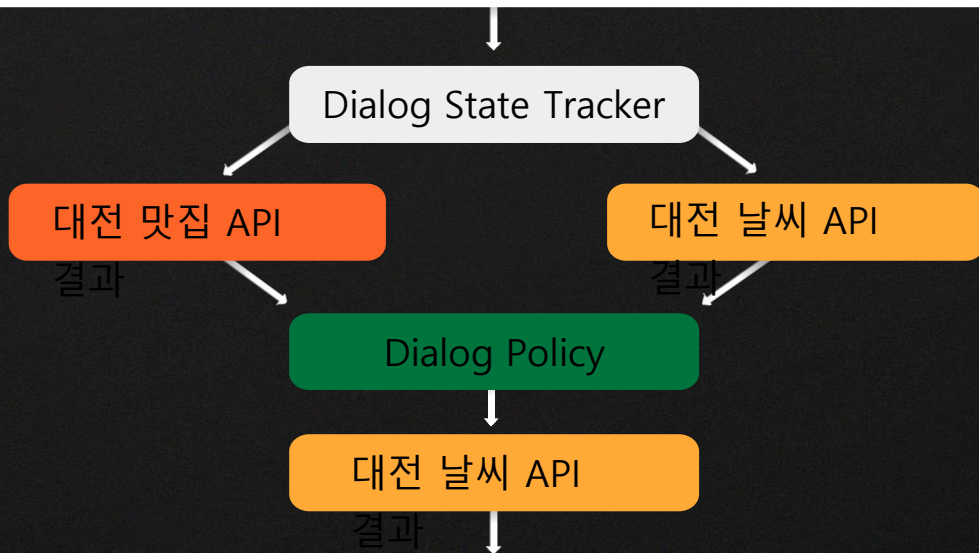 Dialog State Tracker
대전 맛집 API
결과
대전 날씨 API
결과
Dialog Policy
대전 날씨 API
결과